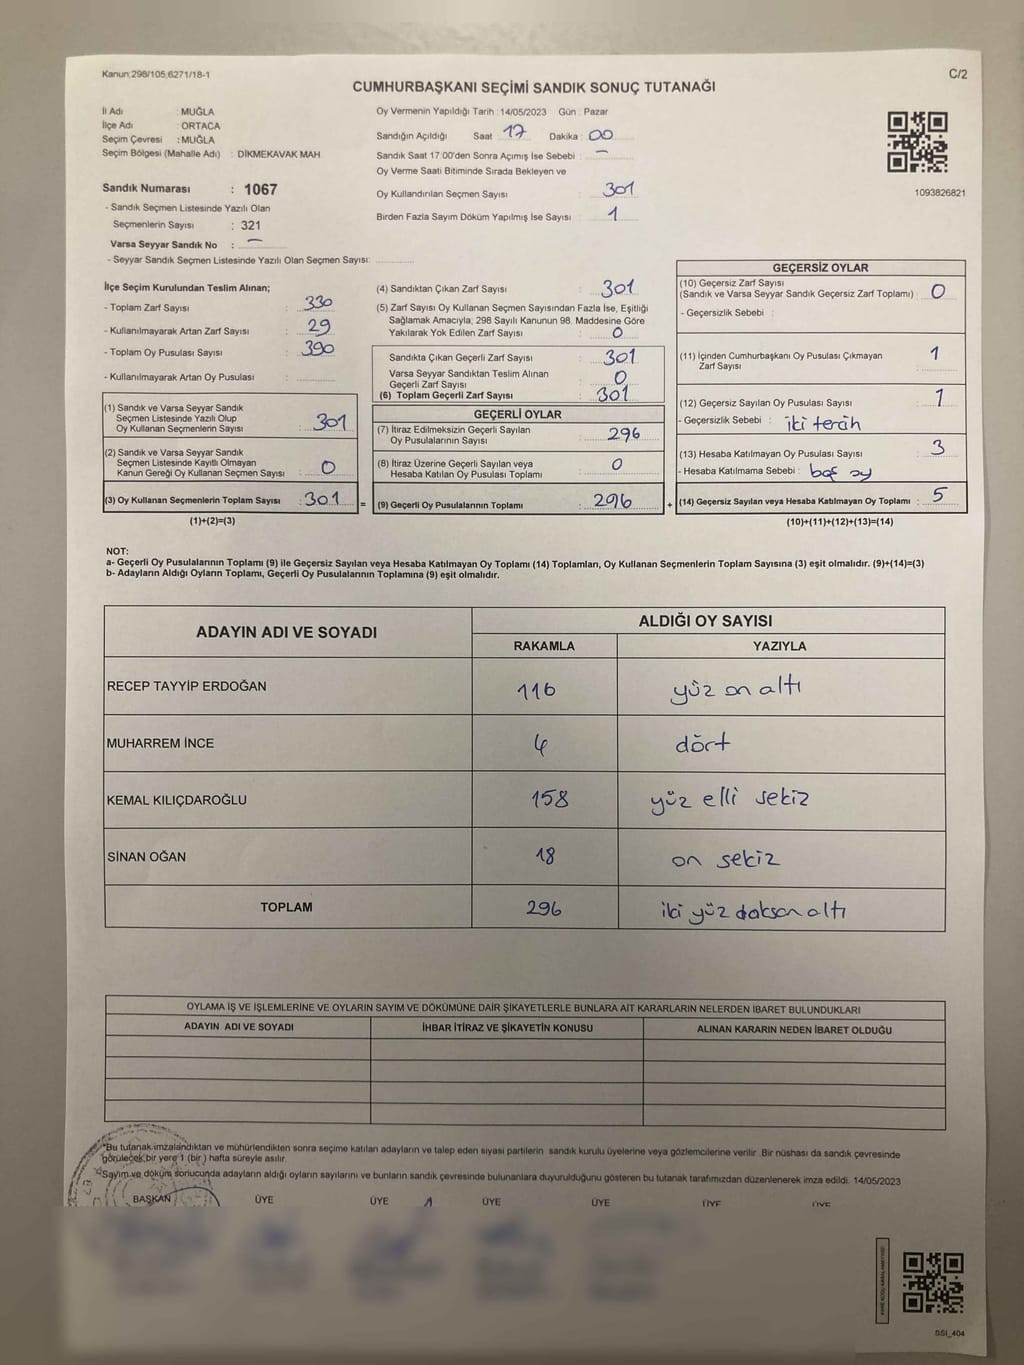 Kanun:298/105,6271/18-1
C/2
CUMHURBAŞKANI SEÇİMİ SANDIK SONUÇ TUTANAĞI
İl Adı : MUĞLA
İlçe Adı : ORTACA
Seçim Çevresi : MUĞLA
Seçim Bölgesi (Mahalle Adı) : DİKMEKAVAK MAH.
Sandık Numarası : 1067
- Sandık Seçmen Listesinde Yazılı Olan
Seçmenlerin Sayısı : 321
Varsa Seyyar Sandık No : –
- Seyyar Sandık Seçmen Listesinde Yazılı Olan Seçmen Sayısı:
Oy Vermenin Yapıldığı Tarih : 14/05/2023 Gün : Pazar
Sandığın Açıldığı Saat 17 Dakika : 00
Sandık Saat 17:00'den Sonra Açımış İse Sebebi : –
Oy Verme Saati Bitiminde Sırada Bekleyen ve
Oy Kullandırılan Seçmen Sayısı : 301
Birden Fazla Sayım Döküm Yapılmış İse Sayısı : 1
1093826821
İlçe Seçim Kurulundan Teslim Alınan;
- Toplam Zarf Sayısı : 330
- Kullanılmayarak Artan Zarf Sayısı : 29
- Toplam Oy Pusulası Sayısı : 390
- Kullanılmayarak Artan Oy Pusulası :
(1) Sandık ve Varsa Seyyar Sandık
Seçmen Listesinde Yazılı Olup
Oy Kullanan Seçmenlerin Sayısı : 301
(2) Sandık ve Varsa Seyyar Sandık
Seçmen Listesinde Kayıtlı Olmayan
Kanun Gereği Oy Kullanan Seçmen Sayısı : 0
(3) Oy Kullanan Seçmenlerin Toplam Sayısı : 301
(1)+(2)=(3)
(4) Sandıktan Çıkan Zarf Sayısı : 301
(5) Zarf Sayısı Oy Kullanan Seçmen Sayısından Fazla İse, Eşitliği
Sağlamak Amacıyla; 298 Sayılı Kanunun 98. Maddesine Göre
Yakılarak Yok Edilen Zarf Sayısı : 0
Sandıkta Çıkan Geçerli Zarf Sayısı : 301
Varsa Seyyar Sandıktan Teslim Alınan
Geçerli Zarf Sayısı : 0
(6) Toplam Geçerli Zarf Sayısı : 301
GEÇERLİ OYLAR
(7) İtiraz Edilmeksizin Geçerli Sayılan
Oy Pusulalarının Sayısı : 296
(8) İtiraz Üzerine Geçerli Sayılan veya
Hesaba Katılan Oy Pusulası Toplamı : 0
= (9) Geçerli Oy Pusulalarının Toplamı : 296 +
GEÇERSİZ OYLAR
(10) Geçersiz Zarf Sayısı
(Sandık ve Varsa Seyyar Sandık Geçersiz Zarf Toplamı) : 0
- Geçersizlik Sebebi :
(11) İçinden Cumhurbaşkanı Oy Pusulası Çıkmayan 1
Zarf Sayısı :
(12) Geçersiz Sayılan Oy Pusulası Sayısı : 1
- Geçersizlik Sebebi : iki tercih
(13) Hesaba Katılmayan Oy Pusulası Sayısı : 3
- Hesaba Katılmama Sebebi : boş oy
(14) Geçersiz Sayılan veya Hesaba Katılmayan Oy Toplamı : 5
(10)+(11)+(12)+(13)=(14)
NOT:
a- Geçerli Oy Pusulalarının Toplamı (9) ile Geçersiz Sayılan veya Hesaba Katılmayan Oy Toplamı (14) Toplamları, Oy Kullanan Seçmenlerin Toplam Sayısına (3) eşit olmalıdır. (9)+(14)=(3)
b- Adayların Aldığı Oyların Toplamı, Geçerli Oy Pusulalarının Toplamına (9) eşit olmalıdır.
ADAYIN ADI VE SOYADI
ALDIĞI OY SAYISI
RAKAMLA YAZIYLA
RECEP TAYYİP ERDOĞAN 116 yüz on altı
MUHARREM İNCE 4 dört
KEMAL KILIÇDAROĞLU 158 yüz elli sekiz
SİNAN OĞAN 18 on sekiz
TOPLAM 296 iki yüz doksan altı
OYLAMA İŞ VE İŞLEMLERİNE VE OYLARIN SAYIM VE DÖKÜMÜNE DAİR ŞİKAYETLERLE BUNLARA AİT KARARLARIN NELERDEN İBARET BULUNDUKLARI
ADAYIN ADI VE SOYADI İHBAR İTİRAZ VE ŞİKAYETİN KONUSU ALINAN KARARIN NEDEN İBARET OLDUĞU
*Bu tutanak imzalandıktan ve mühürlendikten sonra seçime katılan adayların ve talep eden siyasi partilerin sandık kurulu üyelerine veya gözlemcilerine verilir. Bir nüshası da sandık çevresinde
görülecek bir yere 1 (bir) hafta süreyle asılır.
*Sayım ve döküm sonucunda adayların aldığı oyların sayılarını ve bunların sandık çevresinde bulunanlara duyurulduğunu gösteren bu tutanak tarafımızdan düzenlenerek imza edildi. 14/05/2023
BAŞKAN ÜYE ÜYE ÜYE ÜYE ÜYE ÜYE
BSI_404